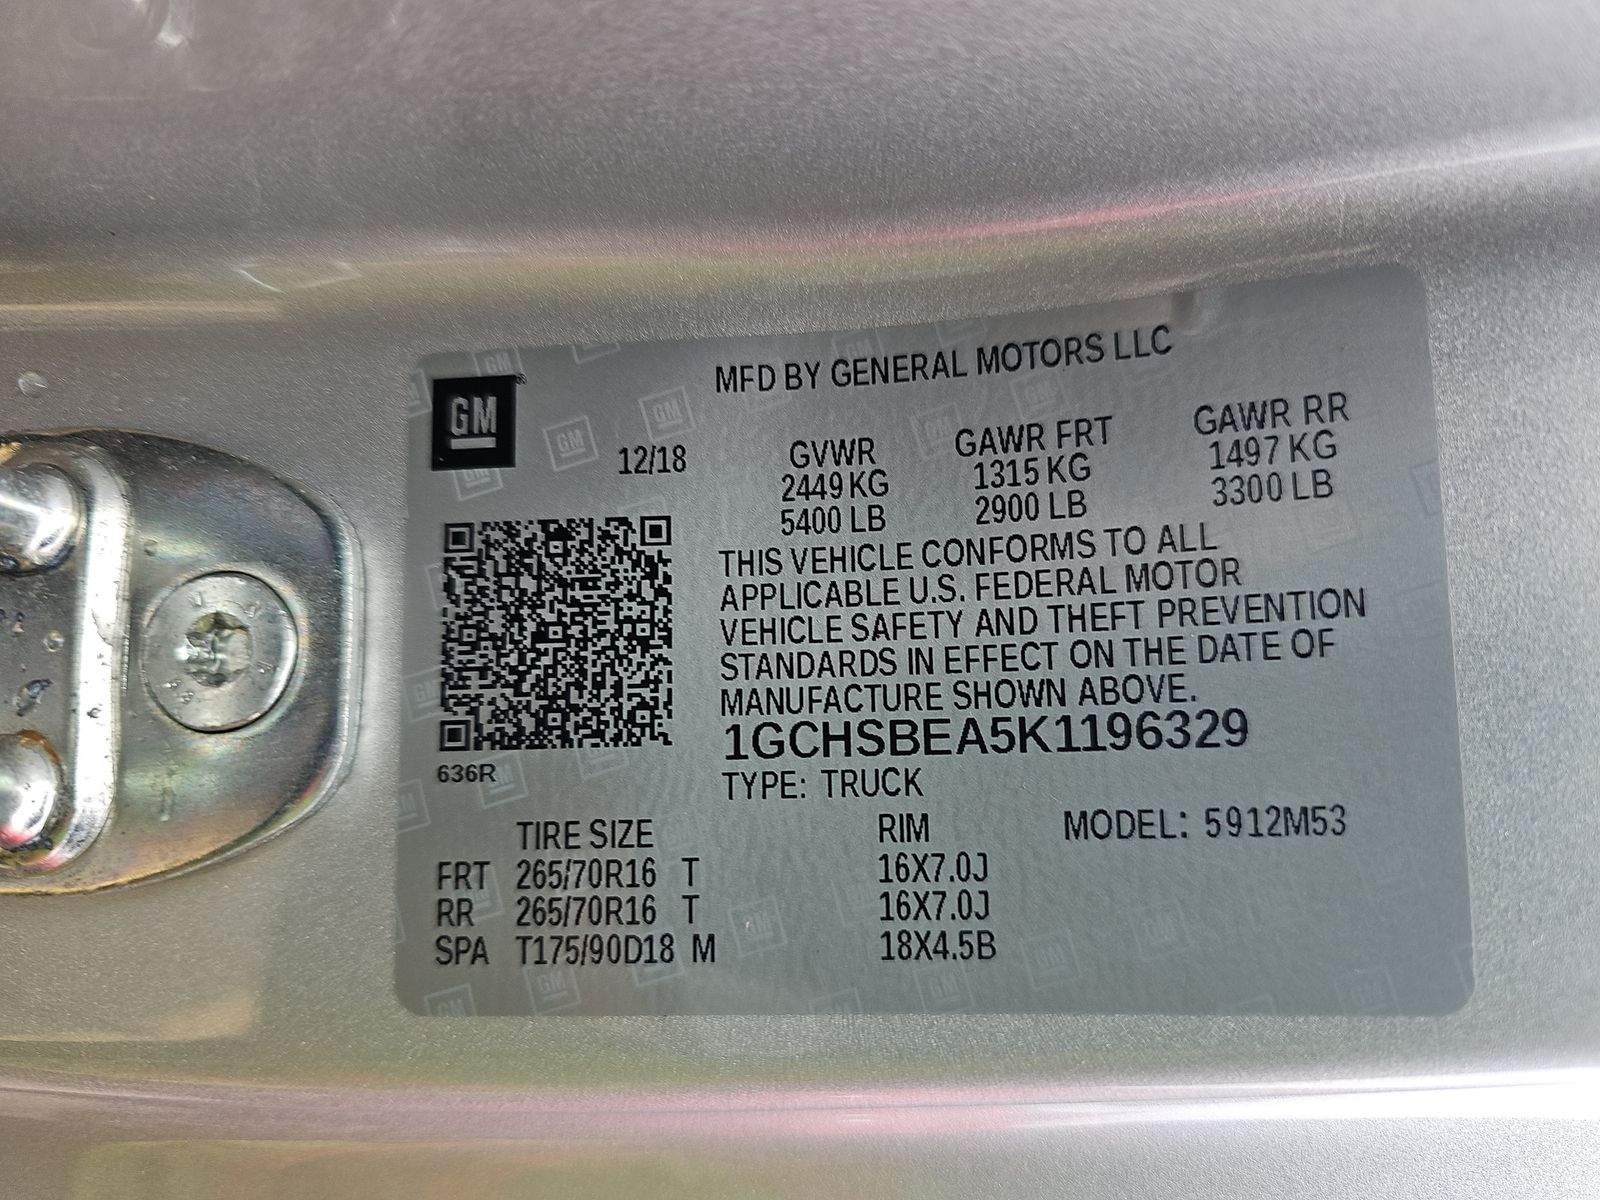 MFD BY GENERAL MOTORS LLC
GM
12/18
GVWR GAWR FRT GAWR RR
2449 KG 1315 KG 1497 KG
5400 LB 2900 LB 3300 LB
THIS VEHICLE CONFORMS TO ALL
APPLICABLE U.S. FEDERAL MOTOR
VEHICLE SAFETY AND THEFT PREVENTION
STANDARDS IN EFFECT ON THE DATE OF
MANUFACTURE SHOWN ABOVE.
1GCHSBEA5K1196329
636R
TYPE: TRUCK
TIRE SIZE RIM MODEL: 5912M53
FRT 265/70R16 T 16X7.0J
RR 265/70R16 T 16X7.0J
SPA T175/90D18 M 18X4.5B